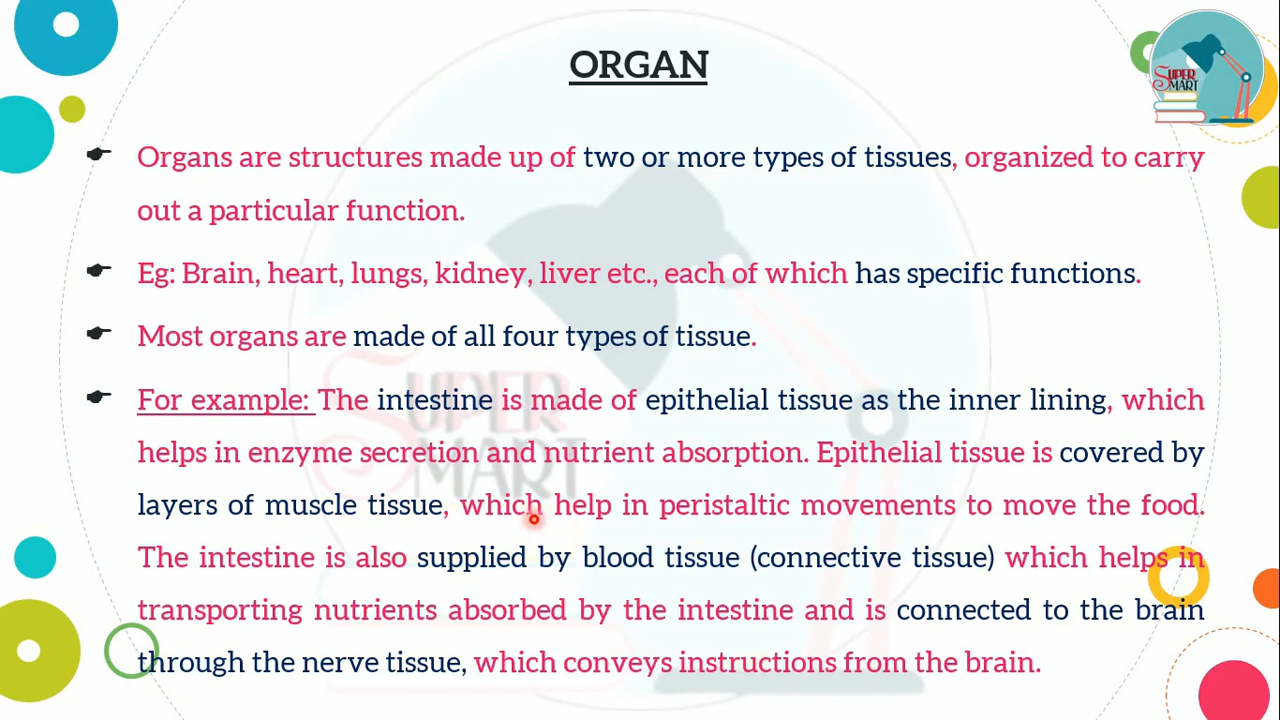 ORGAN
SUPER
SMART
Organs are structures made up of two or more types of tissues, organized to carry
out a particular function.
Eg: Brain, heart, lungs, kidney, liver etc., each of which has specific functions.
Most organs are made of all four types of tissue.
For example: The intestine is made of epithelial tissue as the inner lining, which
helps in enzyme secretion and nutrient absorption. Epithelial tissue is covered by
layers of muscle tissue, which help in peristaltic movements to move the food.
The intestine is also supplied by blood tissue (connective tissue) which helps in
transporting nutrients absorbed by the intestine and is connected to the brain
through the nerve tissue, which conveys instructions from the brain.
SUPER
SMART